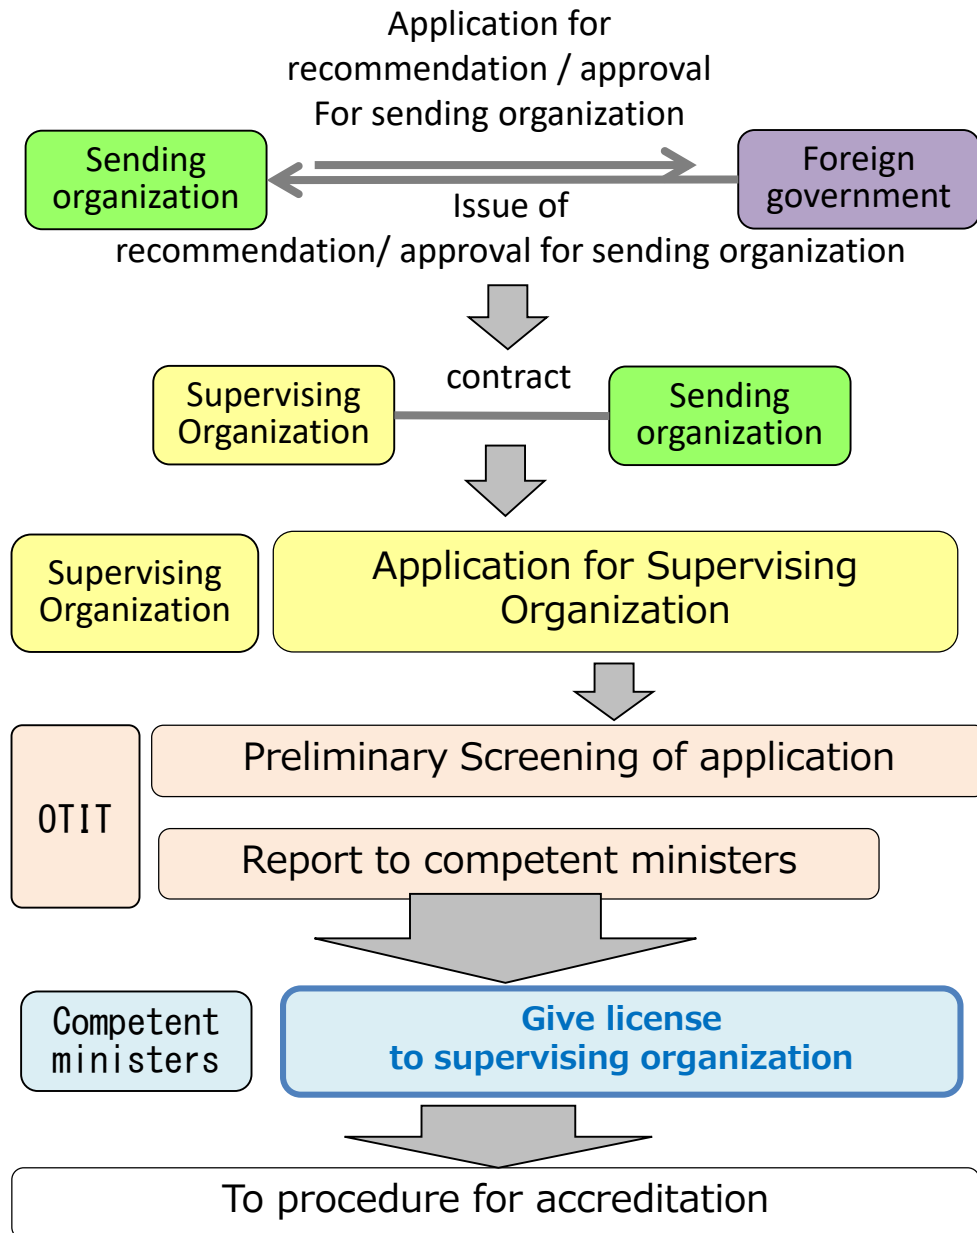 Application for
recommendation / approval
For sending organization
Sending
organization
Foreign
government
Issue of
recommendation/ approval for sending organization
contract
Supervising
Organization
Sending
organization
Supervising
Organization
Application for Supervising
Organization
OTIT
Preliminary Screening of application
Report to competent ministers
Competent
ministers
Give license
to supervising organization
To procedure for accreditation